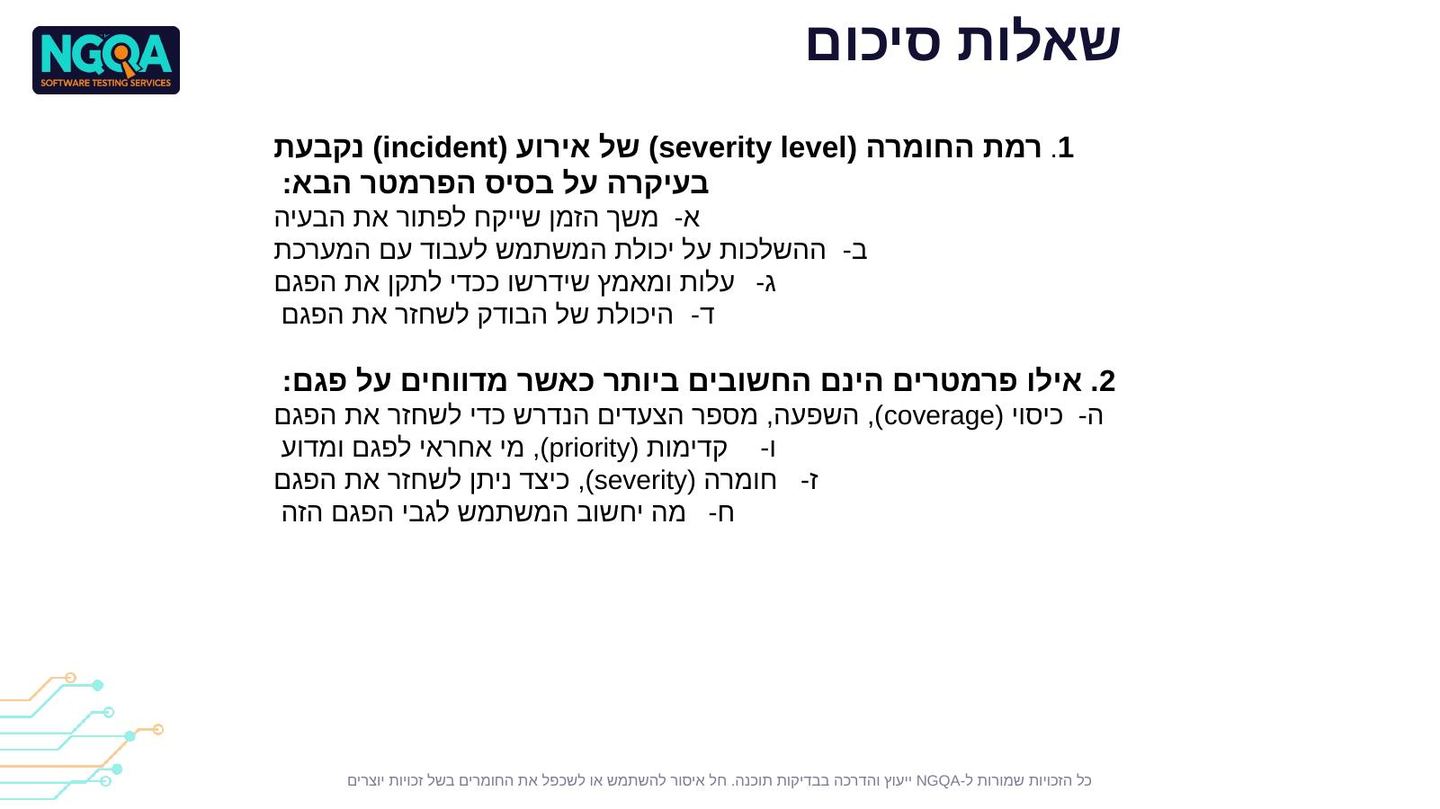 NGQA
SOFTWARE TESTING SERVICES
שאלות סיכום
1. רמת החומרה (severity level) של אירוע (incident) נקבעת
בעיקרה על בסיס הפרמטר הבא:
א- משך הזמן שייקח לפתור את הבעיה
ב- ההשלכות על יכולת המשתמש לעבוד עם המערכת
ג- עלות ומאמץ שידרשו ככדי לתקן את הפגם
ד- היכולת של הבודק לשחזר את הפגם
2. אילו פרמטרים הינם החשובים ביותר כאשר מדווחים על פגם:
ה- כיסוי (coverage), השפעה, מספר הצעדים הנדרש כדי לשחזר את הפגם
ו- קדימות (priority), מי אחראי לפגם ומדוע
ז- חומרה (severity), כיצד ניתן לשחזר את הפגם
ח- מה יחשוב המשתמש לגבי הפגם הזה
כל הזכויות שמורות ל-NGQA ייעוץ והדרכה בבדיקות תוכנה. חל איסור להשתמש או לשכפל את החומרים בשל זכויות יוצרים